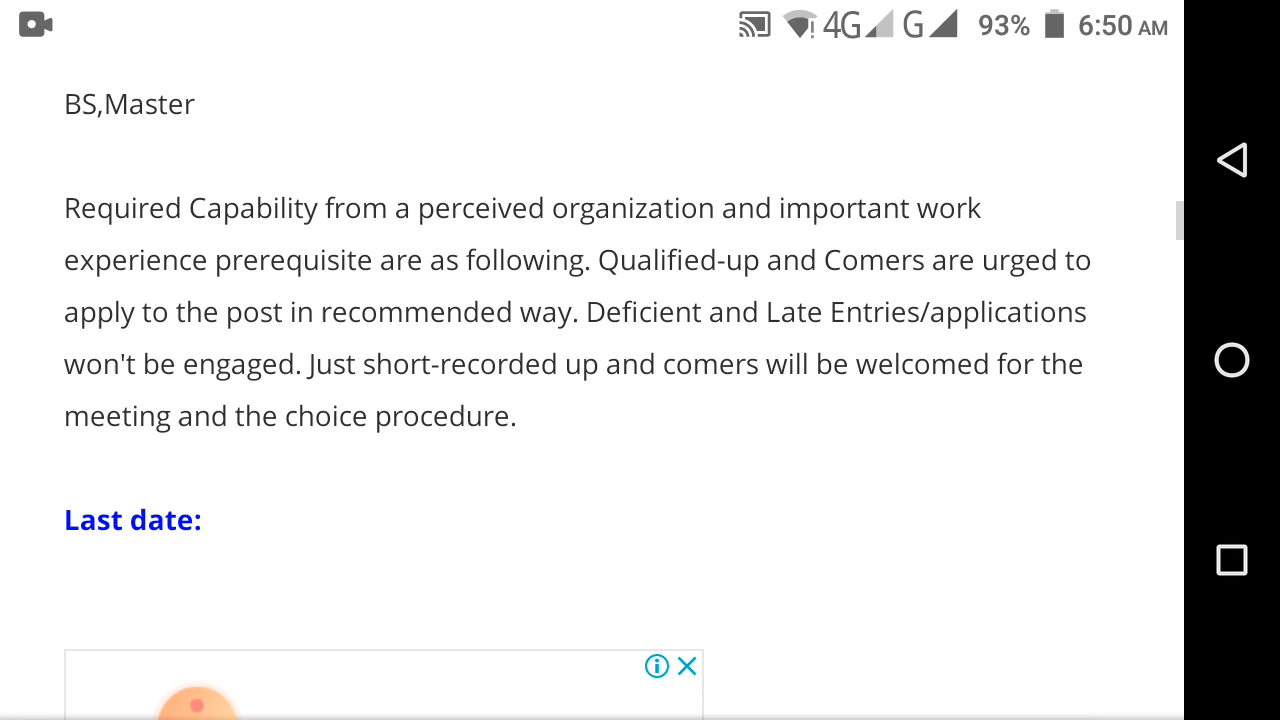 4G G 93% 6:50 AM
BS,Master
Required Capability from a perceived organization and important work
experience prerequisite are as following. Qualified-up and Comers are urged to
apply to the post in recommended way. Deficient and Late Entries/applications
won't be engaged. Just short-recorded up and comers will be welcomed for the
meeting and the choice procedure.
Last date: